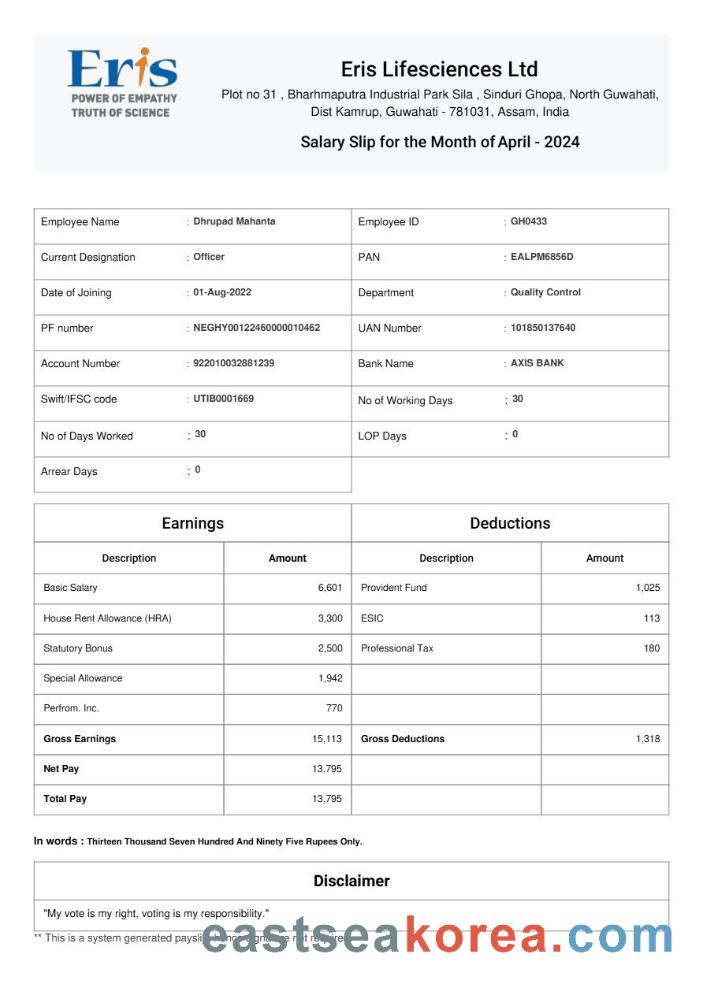 Eris
POWER OF EMPATHY
TRUTH OF SCIENCE
Eris Lifesciences Ltd
Plot no 31 , Bharhmaputra Industrial Park Sila , Sinduri Ghopa, North Guwahati,
Dist Kamrup, Guwahati - 781031, Assam, India
Salary Slip for the Month of April - 2024
Employee Name : Dhrupad Mahanta Employee ID : GH0433
Current Designation : Officer PAN : EALPM6856D
Date of Joining : 01-Aug-2022 Department : Quality Control
PF number : NEGHY00122460000010462 UAN Number : 101850137640
Account Number : 922010032881239 Bank Name : AXIS BANK
Swift/IFSC code : UTIB0001669 No of Working Days : 30
No of Days Worked : 30 LOP Days : 0
Arrear Days : 0
Earnings Deductions
Description Amount Description Amount
Basic Salary 6,601 Provident Fund 1,025
House Rent Allowance (HRA) 3,300 ESIC 113
Statutory Bonus 2,500 Professional Tax 180
Special Allowance 1,942
Perfrom. Inc. 770
Gross Earnings 15,113 Gross Deductions 1,318
Net Pay 13,795
Total Pay 13,795
In words : Thirteen Thousand Seven Hundred And Ninety Five Rupees Only.
Disclaimer
"My vote is my right, voting is my responsibility."
** This is a system generated payslip
eastseakorea.com